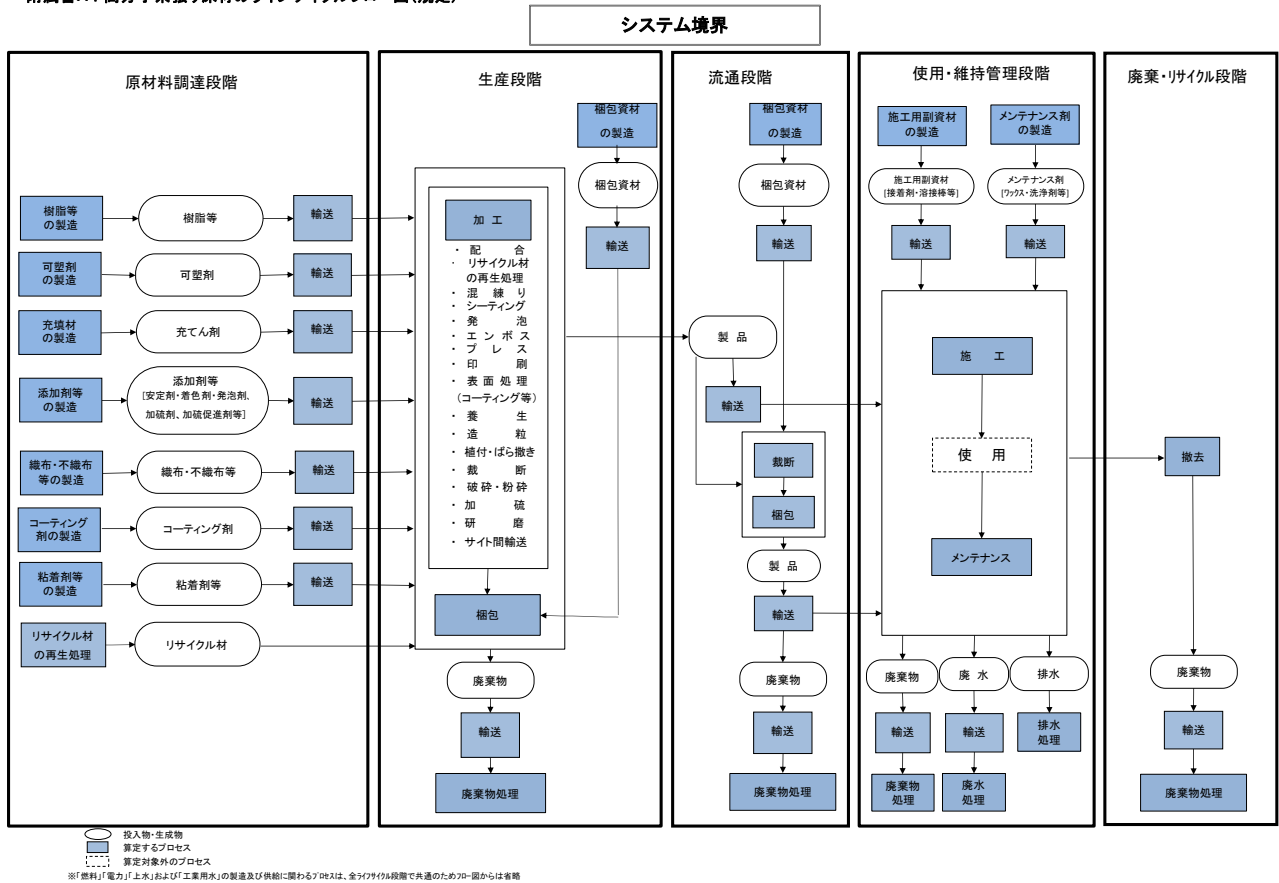 システム境界
原材料調達段階
樹脂等
の製造
樹脂等
輸送
可塑剤
の製造
可塑剤
輸送
充填材
の製造
充てん剤
輸送
添加剤等
の製造
添加剤等
[安定剤・着色剤・発泡剤、
加硫剤、加硫促進剤等]
輸送
織布・不織布
等の製造
織布・不織布等
輸送
コーティング
剤の製造
コーティング剤
輸送
粘着剤等
の製造
粘着剤等
輸送
リサイクル材
の再生処理
リサイクル材
生産段階
梱包資材
の製造
梱包資材
輸送
加 工
・ 配 合
・ リサイクル材
の再生処理
・ 混 練 り
・ シーティング
・ 発 泡
・ エ ン ボ ス
・ プ レ ス
・ 印 刷
・ 表 面 処 理
(コーティング等)
・ 養 生
・ 造 粒
・ 植付・ばら撒き
・ 裁 断
・ 破砕・粉砕
・ 加 硫
・ 研 磨
・ サイト間輸送
梱包
廃棄物
輸送
廃棄物処理
流通段階
梱包資材
の製造
梱包資材
輸送
製 品
輸送
裁断
梱包
製 品
輸送
廃棄物
輸送
廃棄物処理
使用・維持管理段階
施工用副資材
の製造
メンテナンス剤
の製造
施工用副資材
[接着剤・溶接棒等]
メンテナンス剤
[ワックス・洗浄剤等]
輸送
輸送
施 工
使 用
メンテナンス
廃棄物
廃 水
排水
輸送
輸送
排水
処理
廃棄物
処理
廃水
処理
廃棄・リサイクル段階
撤去
廃棄物
輸送
廃棄物処理
投入物・生成物
算定するプロセス
算定対象外のプロセス
※「燃料」「電力」「上水」および「工業用水」の製造及び供給に関わるプロセスは、全ライフサイクル段階で共通のためフロー図からは省略